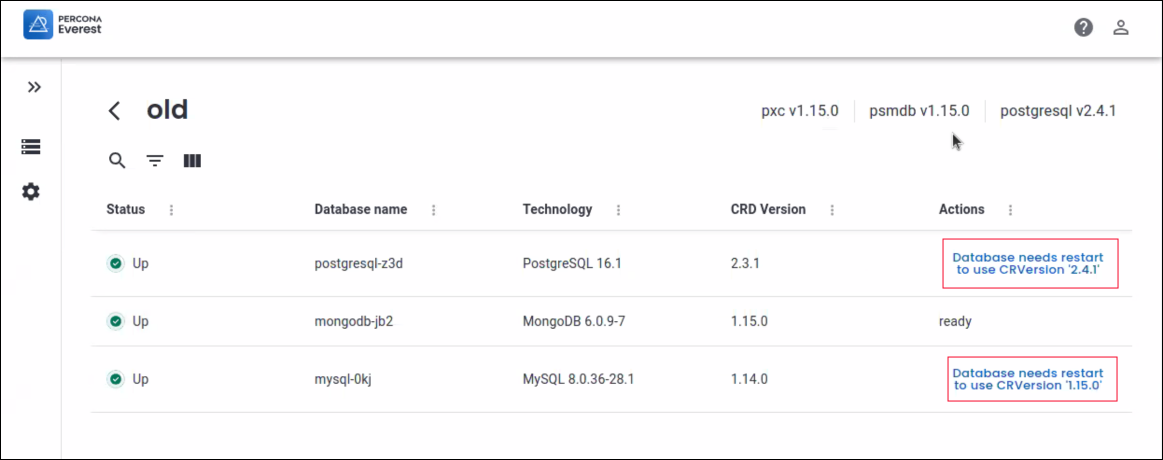 PERCONA
Everest
old
pxc v1.15.0 psmdb v1.15.0 postgresql v2.4.1
Status Database name Technology CRD Version Actions
Up postgresql-z3d PostgreSQL 16.1 2.3.1 Database needs restart
to use CRVersion '2.4.1'
Up mongodb-jb2 MongoDB 6.0.9-7 1.15.0 ready
Up mysql-0kj MySQL 8.0.36-28.1 1.14.0 Database needs restart
to use CRVersion '1.15.0'